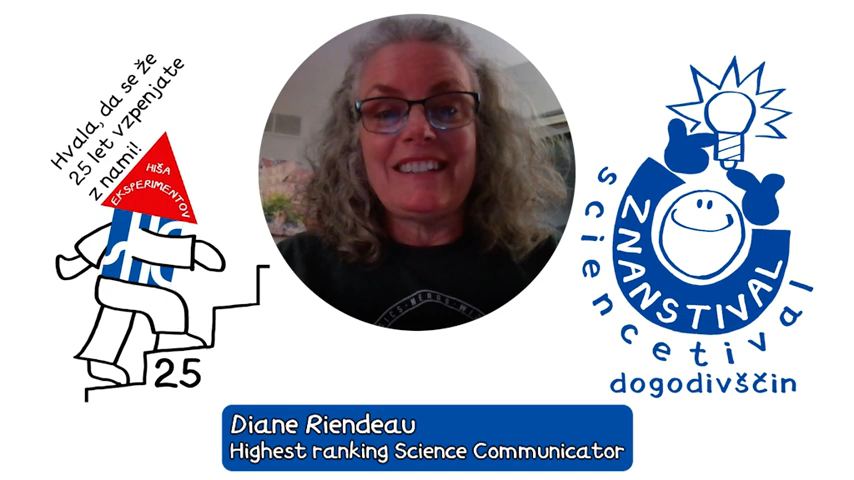 Hvala, da se že
25 let vzpenjate
z nami!
HIŠA
EKSPERIMENTOV
25
ZNANSTIVAL
sciencetival
dogodivščin
Diane Riendeau
Highest ranking Science Communicator